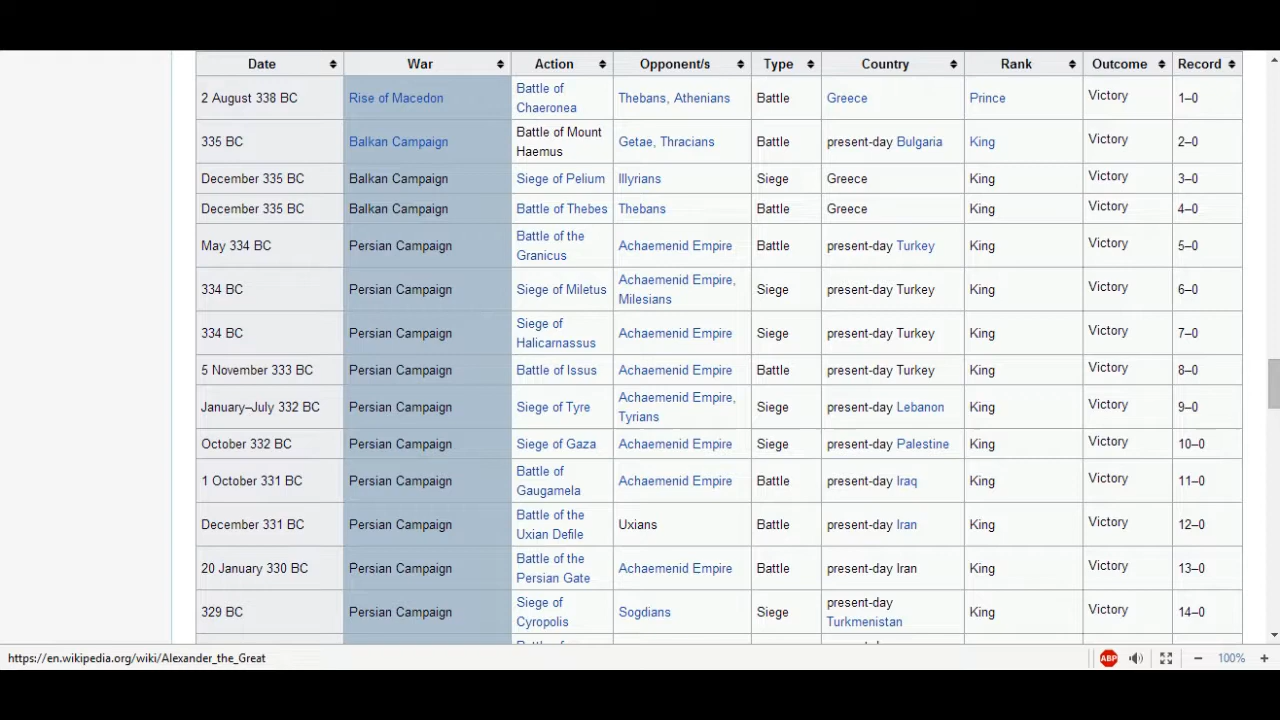 Date War Action Opponent/s Type Country Rank Outcome Record
2 August 338 BC Rise of Macedon Battle of Chaeronea Thebans, Athenians Battle Greece Prince Victory 1–0
335 BC Balkan Campaign Battle of Mount Haemus Getae, Thracians Battle present-day Bulgaria King Victory 2–0
December 335 BC Balkan Campaign Siege of Pelium Illyrians Siege Greece King Victory 3–0
December 335 BC Balkan Campaign Battle of Thebes Thebans Battle Greece King Victory 4–0
May 334 BC Persian Campaign Battle of the Granicus Achaemenid Empire Battle present-day Turkey King Victory 5–0
334 BC Persian Campaign Siege of Miletus Achaemenid Empire, Milesians Siege present-day Turkey King Victory 6–0
334 BC Persian Campaign Siege of Halicarnassus Achaemenid Empire Siege present-day Turkey King Victory 7–0
5 November 333 BC Persian Campaign Battle of Issus Achaemenid Empire Battle present-day Turkey King Victory 8–0
January–July 332 BC Persian Campaign Siege of Tyre Achaemenid Empire, Tyrians Siege present-day Lebanon King Victory 9–0
October 332 BC Persian Campaign Siege of Gaza Achaemenid Empire Siege present-day Palestine King Victory 10–0
1 October 331 BC Persian Campaign Battle of Gaugamela Achaemenid Empire Battle present-day Iraq King Victory 11–0
December 331 BC Persian Campaign Battle of the Uxian Defile Uxians Battle present-day Iran King Victory 12–0
20 January 330 BC Persian Campaign Battle of the Persian Gate Achaemenid Empire Battle present-day Iran King Victory 13–0
329 BC Persian Campaign Siege of Cyropolis Sogdians Siege present-day Turkmenistan King Victory 14–0
https://en.wikipedia.org/wiki/Alexander_the_Great ABP 100%